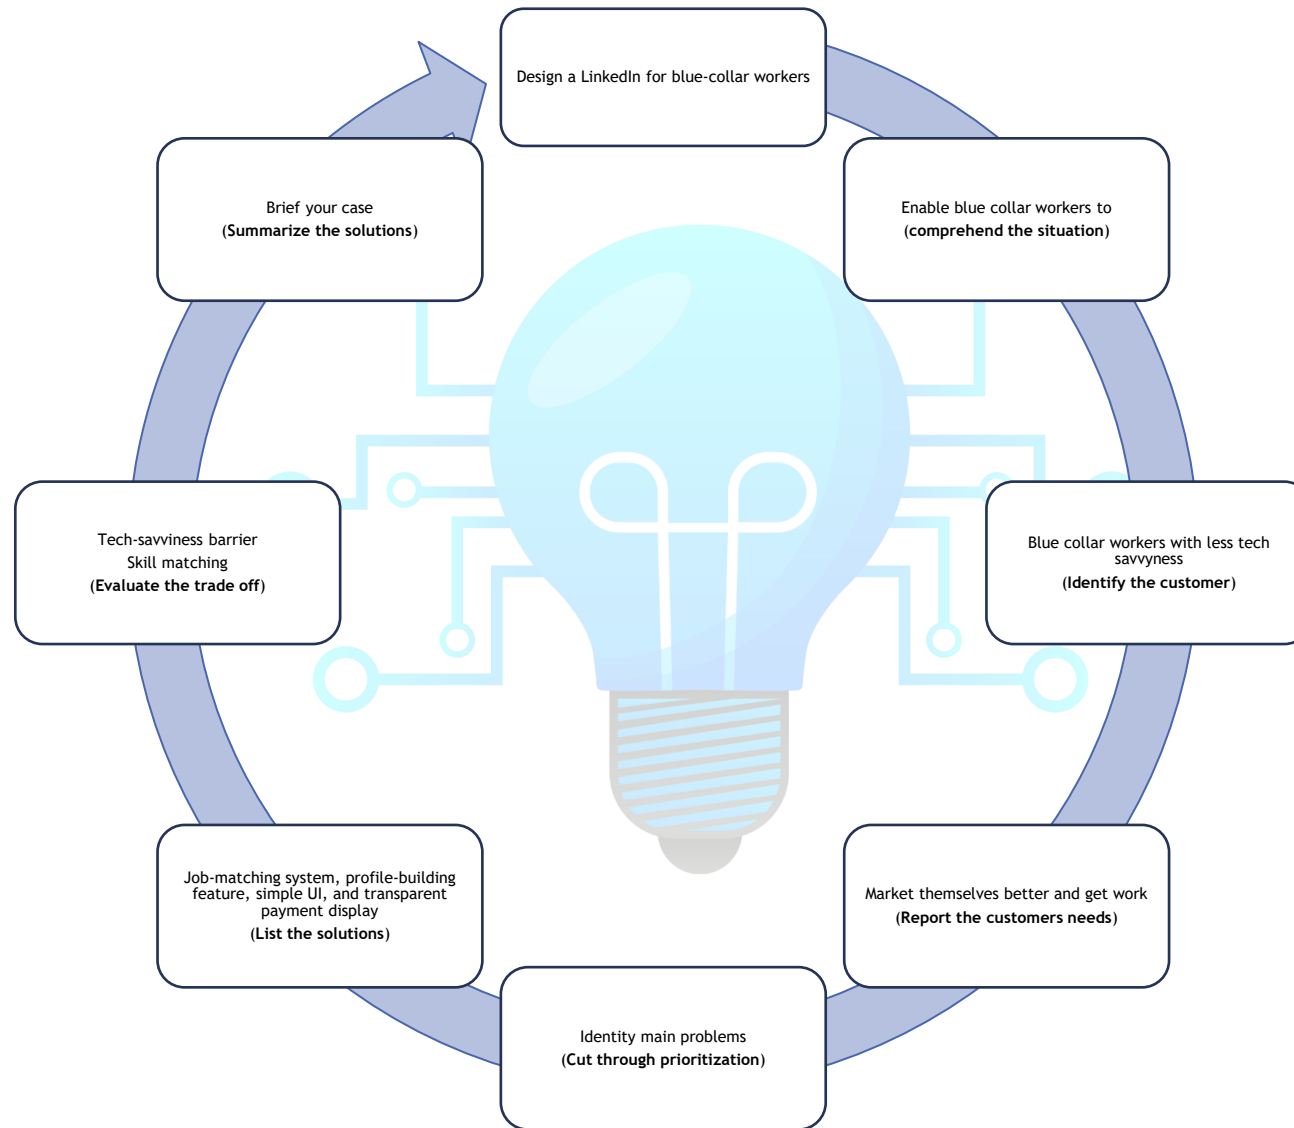 Design a LinkedIn for blue-collar workers
Enable blue collar workers to
(comprehend the situation)
Blue collar workers with less tech
savvyness
(Identify the customer)
Market themselves better and get work
(Report the customers needs)
Identity main problems
(Cut through prioritization)
Job-matching system, profile-building
feature, simple UI, and transparent
payment display
(List the solutions)
Tech-savviness barrier
Skill matching
(Evaluate the trade off)
Brief your case
(Summarize the solutions)